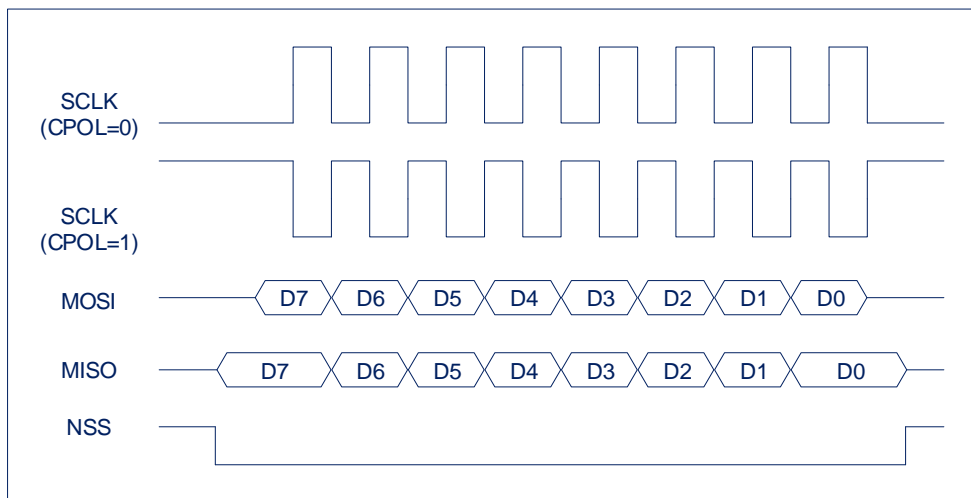 SCLK
(CPOL=0)
SCLK
(CPOL=1)
MOSI D7 D6 D5 D4 D3 D2 D1 D0
MISO D7 D6 D5 D4 D3 D2 D1 D0
NSS